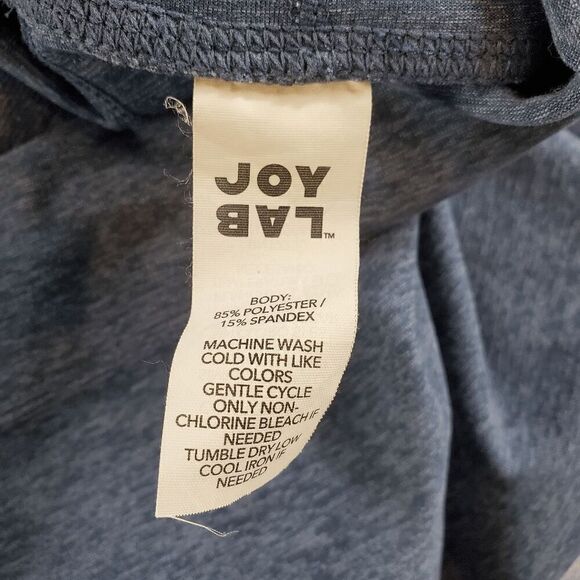 JOY
LAB™
BODY:
85% POLYESTER /
15% SPANDEX
MACHINE WASH
COLD WITH LIKE
COLORS
GENTLE CYCLE
ONLY NON-
CHLORINE BLEACH IF
NEEDED
TUMBLE DRY LOW
COOL IRON IF
NEEDED